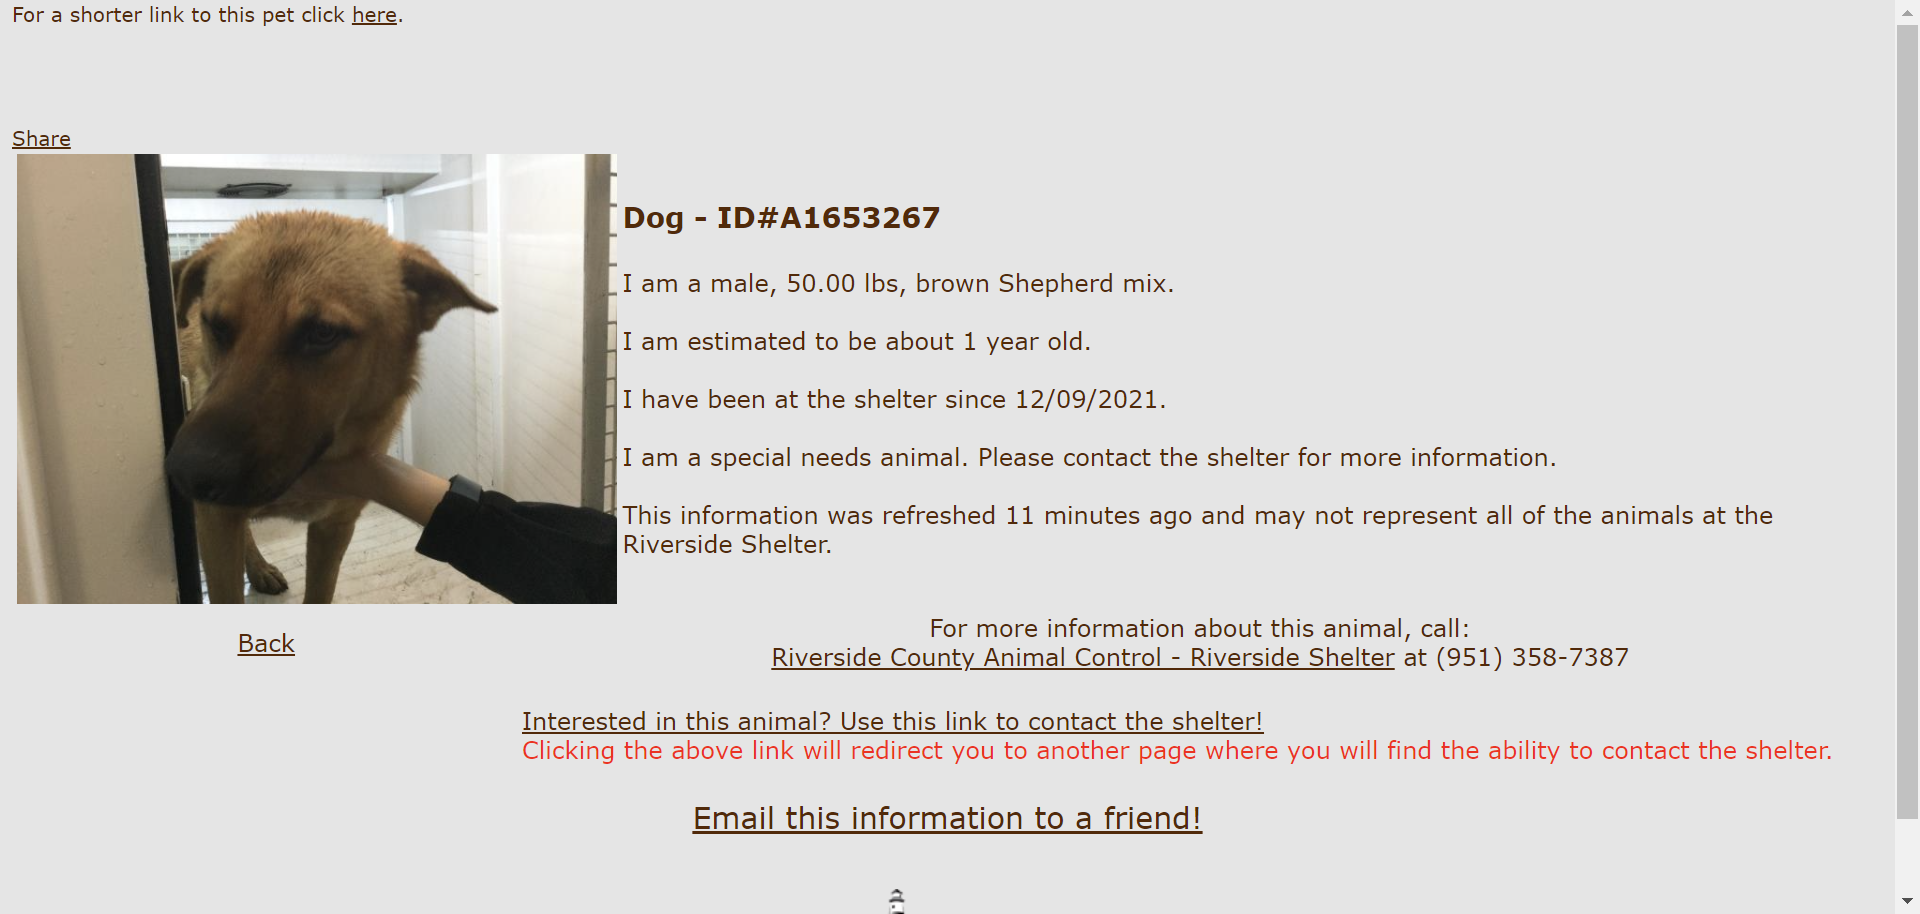 For a shorter link to this pet click here.
Share
Dog - ID#A1653267
I am a male, 50.00 lbs, brown Shepherd mix.
I am estimated to be about 1 year old.
I have been at the shelter since 12/09/2021.
I am a special needs animal. Please contact the shelter for more information.
This information was refreshed 11 minutes ago and may not represent all of the animals at the
Riverside Shelter.
Back
For more information about this animal, call:
Riverside County Animal Control - Riverside Shelter at (951) 358-7387
Interested in this animal? Use this link to contact the shelter!
Clicking the above link will redirect you to another page where you will find the ability to contact the shelter.
Email this information to a friend!